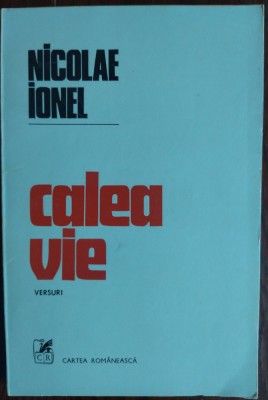 NICOLAE
IONEL
calea
vie
VERSURI
C R
CARTEA ROMÂNEASCĂ